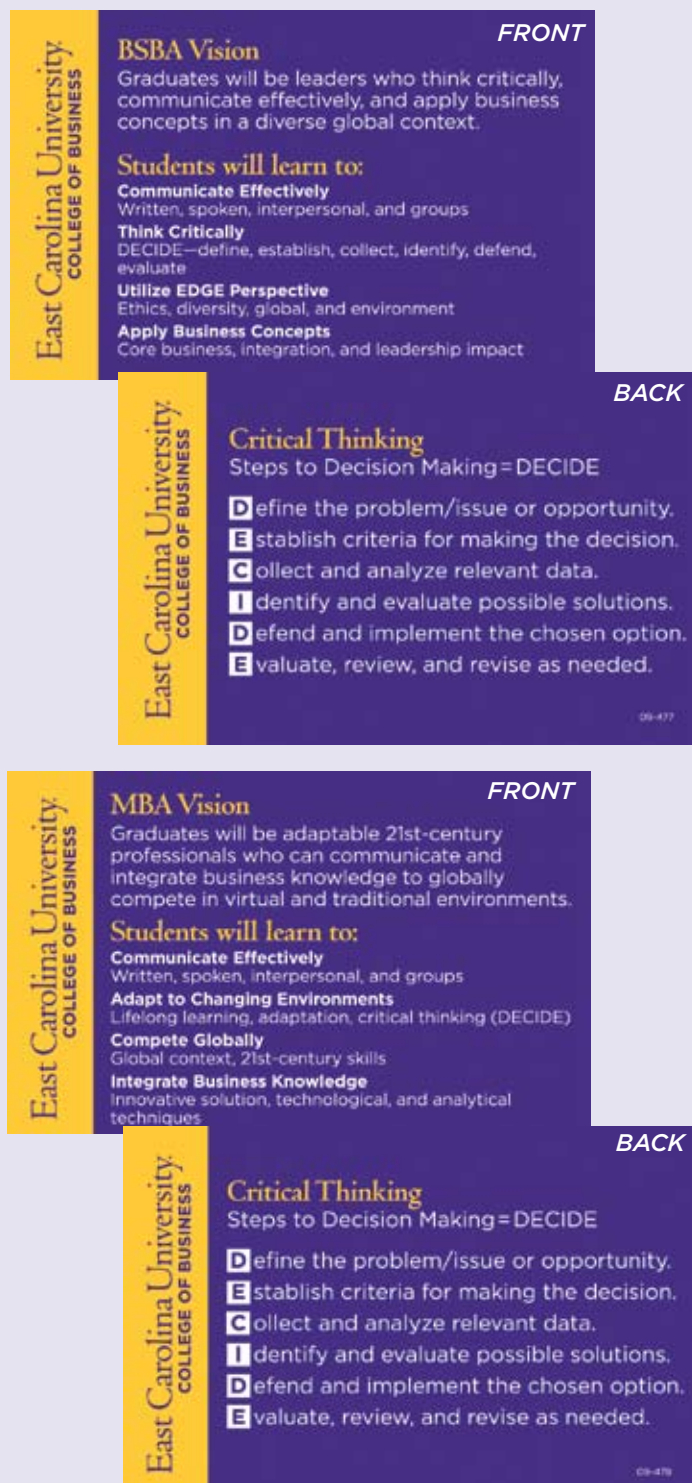 FRONT
East Carolina University.
COLLEGE OF BUSINESS
BSBA Vision
Graduates will be leaders who think critically,
communicate effectively, and apply business
concepts in a diverse global context.
Students will learn to:
Communicate Effectively
Written, spoken, interpersonal, and groups
Think Critically
DECIDE—define, establish, collect, identify, defend,
evaluate
Utilize EDGE Perspective
Ethics, diversity, global, and environment
Apply Business Concepts
Core business, integration, and leadership impact
BACK
East Carolina University.
COLLEGE OF BUSINESS
Critical Thinking
Steps to Decision Making=DECIDE
Define the problem/issue or opportunity.
Establish criteria for making the decision.
Collect and analyze relevant data.
Identify and evaluate possible solutions.
Defend and implement the chosen option.
Evaluate, review, and revise as needed.
09-477
FRONT
East Carolina University.
COLLEGE OF BUSINESS
MBA Vision
Graduates will be adaptable 21st-century
professionals who can communicate and
integrate business knowledge to globally
compete in virtual and traditional environments.
Students will learn to:
Communicate Effectively
Written, spoken, interpersonal, and groups
Adapt to Changing Environments
Lifelong learning, adaptation, critical thinking (DECIDE)
Compete Globally
Global context, 21st-century skills
Integrate Business Knowledge
Innovative solution, technological, and analytical
techniques
BACK
East Carolina University.
COLLEGE OF BUSINESS
Critical Thinking
Steps to Decision Making=DECIDE
Define the problem/issue or opportunity.
Establish criteria for making the decision.
Collect and analyze relevant data.
Identify and evaluate possible solutions.
Defend and implement the chosen option.
Evaluate, review, and revise as needed.